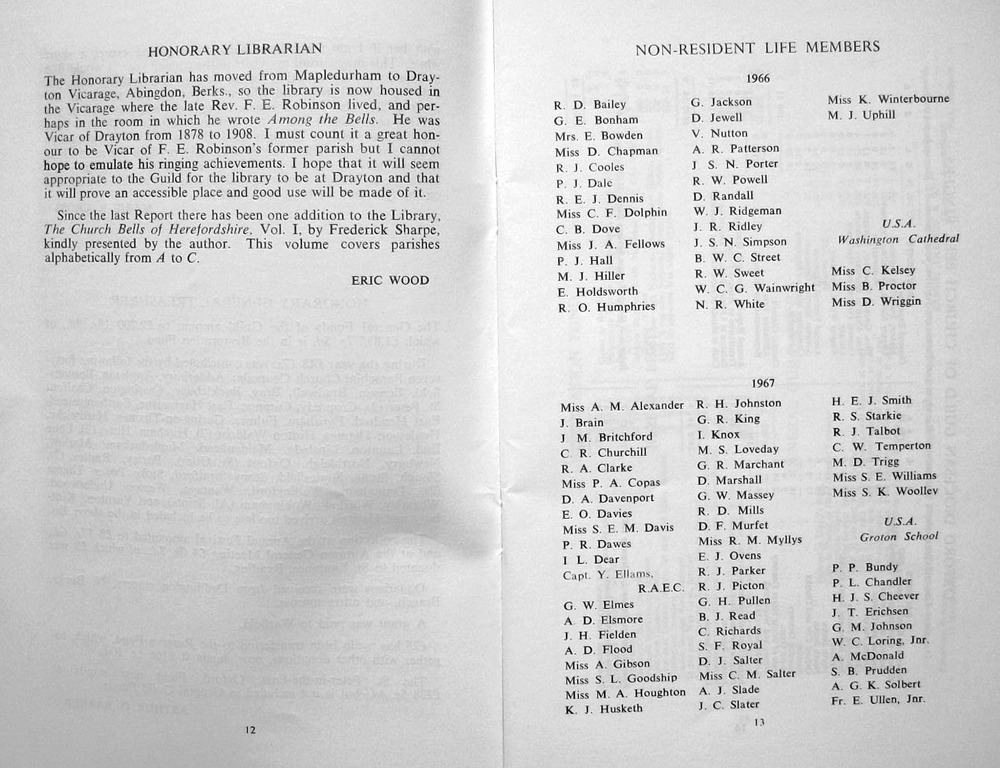 HONORARY LIBRARIAN
The Honorary Librarian has moved from Mapledurham to Dray-
ton Vicarage, Abingdon, Berks., so the library is now housed in
the Vicarage where the late Rev. F. E. Robinson lived, and per-
haps in the room in which he wrote Among the Bells. He was
Vicar of Drayton from 1878 to 1908. I must count it a great hon-
our to be Vicar of F. E. Robinson's former parish but I cannot
hope to emulate his ringing achievements. I hope that it will seem
appropriate to the Guild for the library to be at Drayton and that
it will prove an accessible place and good use will be made of it.
Since the last Report there has been one addition to the Library,
The Church Bells of Herefordshire, Vol. I, by Frederick Sharpe,
kindly presented by the author. This volume covers parishes
alphabetically from A to C.
ERIC WOOD
12
NON-RESIDENT LIFE MEMBERS
1966
R. D. Bailey
G. E. Bonham
Mrs. E. Bowden
Miss D. Chapman
R. J. Cooles
P. J. Dale
R. E. J. Dennis
Miss C. F. Dolphin
C. B. Dove
Miss J. A. Fellows
P. J. Hall
M. J. Hiller
E. Holdsworth
R. O. Humphries
G. Jackson
D. Jewell
V. Nutton
A. R. Patterson
J S. N. Porter
R. W. Powell
D. Randall
W. J. Ridgeman
J. R. Ridley
J. S. N. Simpson
B. W. C. Street
R. W. Sweet
W. C. G. Wainwright
N. R. White
Miss K. Winterbourne
M. J. Uphill
U.S.A.
Washington Cathedral
Miss C. Kelsey
Miss B. Proctor
Miss D. Wriggin
1967
Miss A. M. Alexander
J. Brain
J M. Britchford
C. R. Churchill
R. A. Clarke
Miss P. A. Copas
D. A. Davenport
E. O. Davies
Miss S. E. M. Davis
P. R. Dawes
I L. Dear
Capt. Y. Ellams,
R.A.E.C.
G. W. Elmes
A. D. Elsmore
J. H. Fielden
A. D. Flood
Miss A. Gibson
Miss S. L. Goodship
Miss M. A. Houghton
K. J. Husketh
R. H. Johnston
G. R. King
I. Knox
M. S. Loveday
G. R. Marchant
D. Marshall
G. W. Massey
R. D. Mills
D. F. Murfet
Miss R. M. Myllys
E. J. Ovens
R. J. Parker
R. J. Picton
G. H. Pullen
B. J. Read
C. Richards
S. F. Royal
D. J. Salter
Miss C. M. Salter
A. J. Slade
J. C. Slater
H. E. J. Smith
R. S. Starkie
R. J. Talbot
C. W. Temperton
M. D. Trigg
Miss S. E. Williams
Miss S. K. Woolley
U.S.A.
Groton School
P. P. Bundy
P. L. Chandler
H. J. S. Cheever
J. T. Erichsen
G. M. Johnson
W. C. Loring, Jnr.
A. McDonald
S. B. Prudden
A. G. K. Solbert
Fr. E. Ullen, Jnr.
13